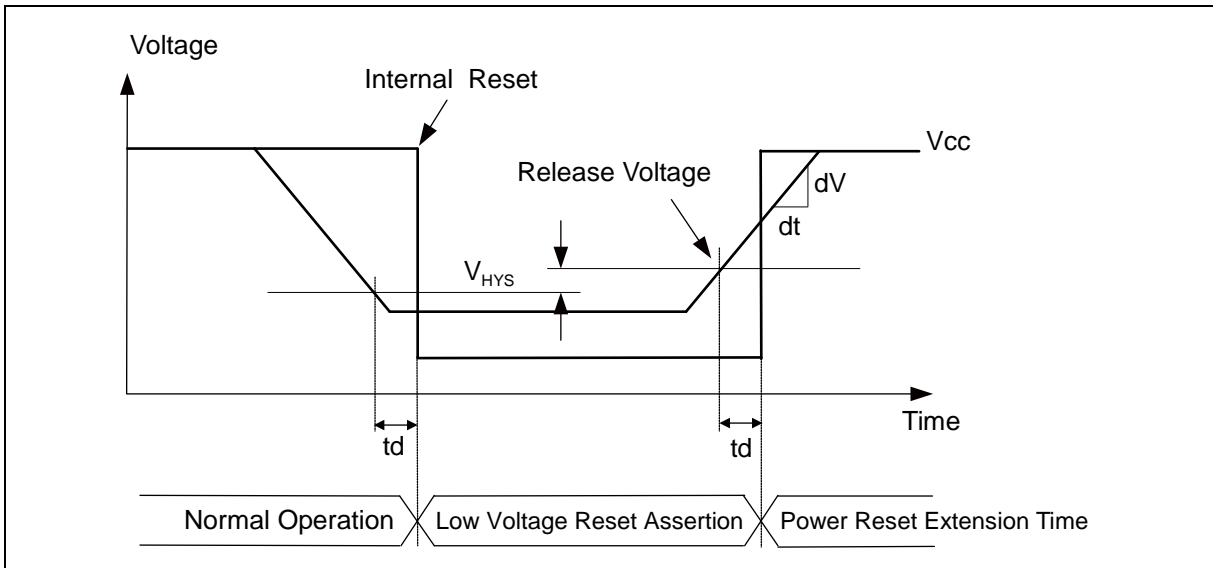 Voltage
Internal Reset
Vcc
Release Voltage
dV
dt
VHYS
Time
td
td
Normal Operation
Low Voltage Reset Assertion
Power Reset Extension Time